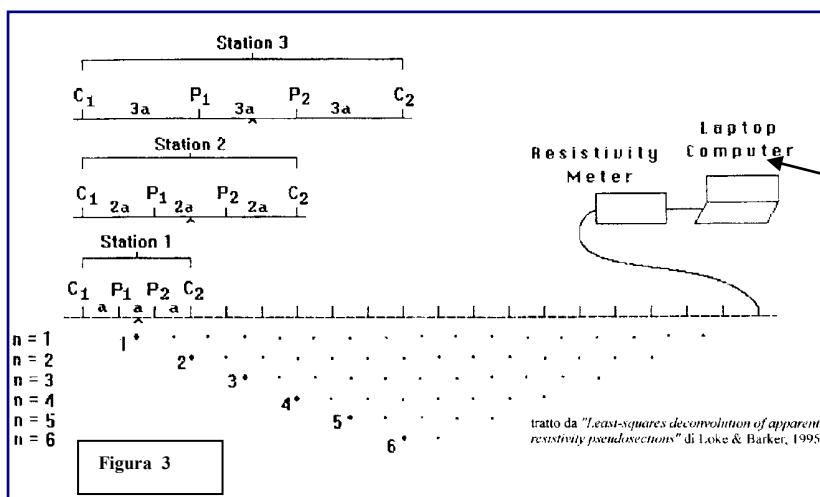 Station 3
C1 P1 P2 C2
3a 3a 3a
Station 2
C1 P1 P2 C2
2a 2a 2a
Station 1
C1 P1 P2 C2
a a a
Resistivity
Meter
Laptop
Computer
n = 1
1
n = 2
2
n = 3
3
n = 4
4
n = 5
5
n = 6
6
tratto da "Least-squares deconvolution of apparent
resistivity pseudosections" di Loke & Barker, 1995
Figura 3